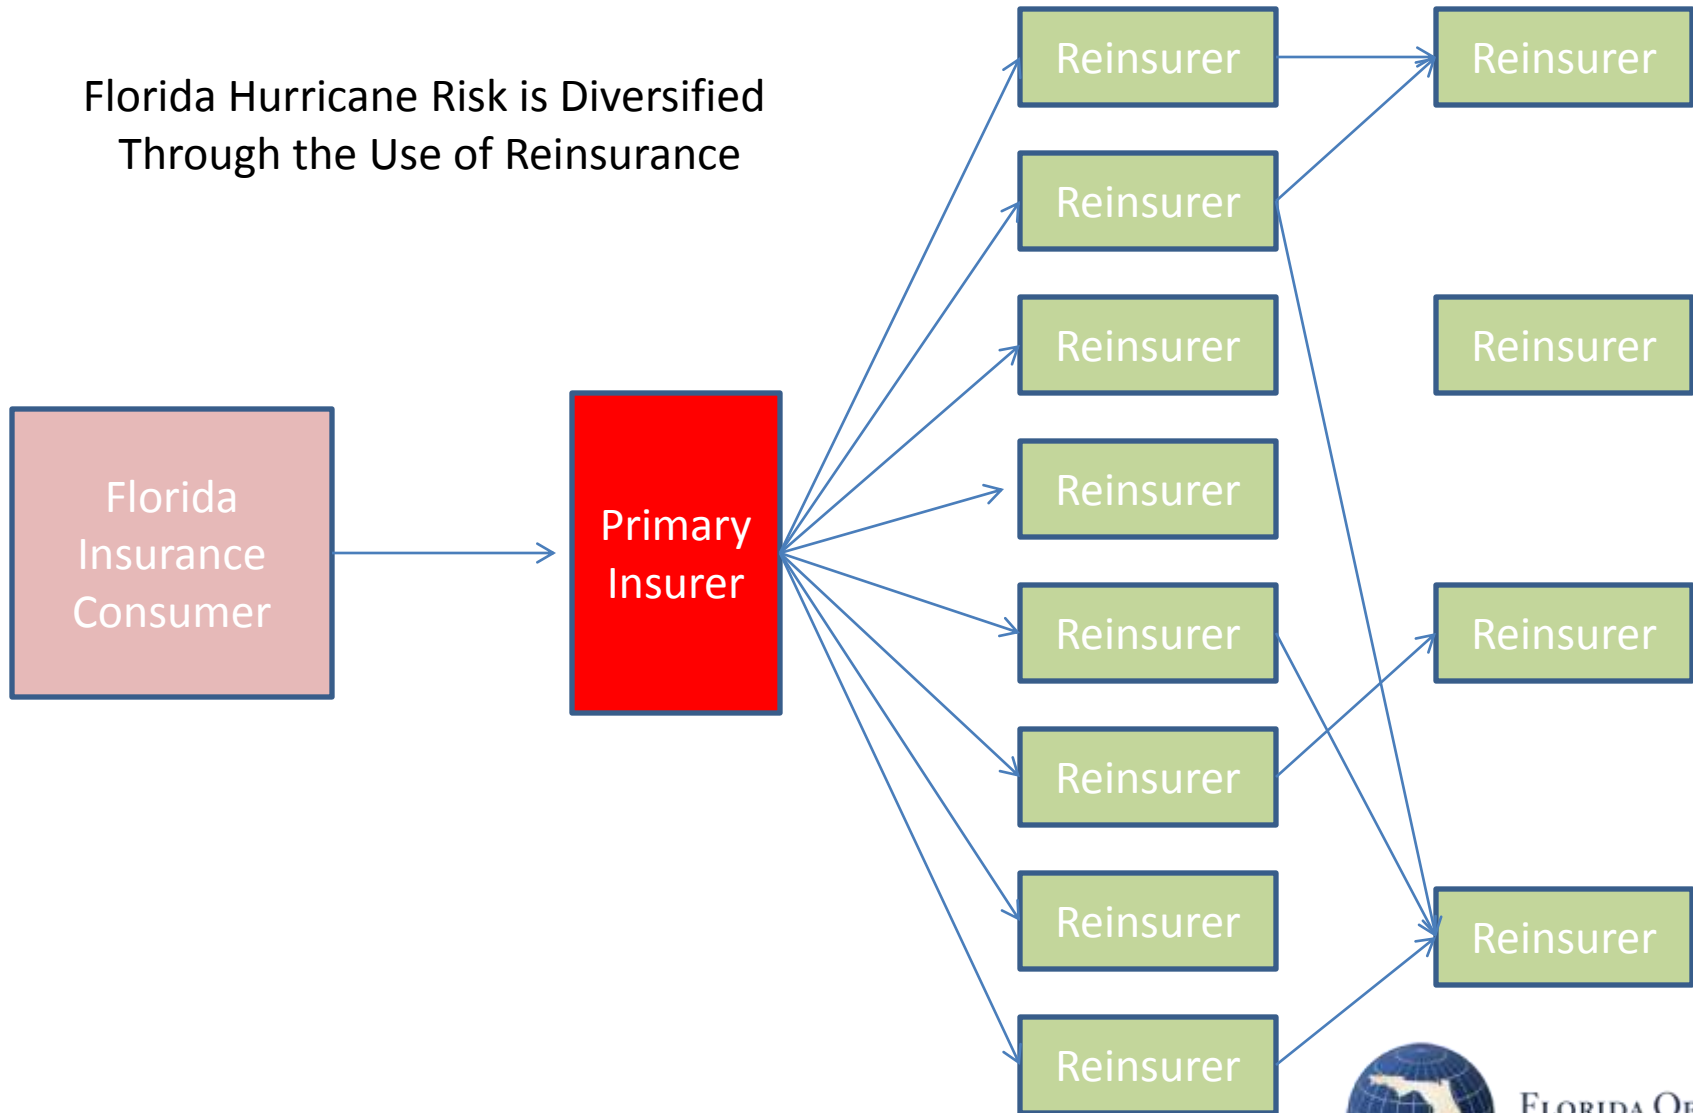 Florida Hurricane Risk is Diversified
Through the Use of Reinsurance
Florida
Insurance
Consumer
Primary
Insurer
Reinsurer
Reinsurer
Reinsurer
Reinsurer
Reinsurer
Reinsurer
Reinsurer
Reinsurer
Reinsurer
Reinsurer
Reinsurer
Reinsurer
FLORIDA